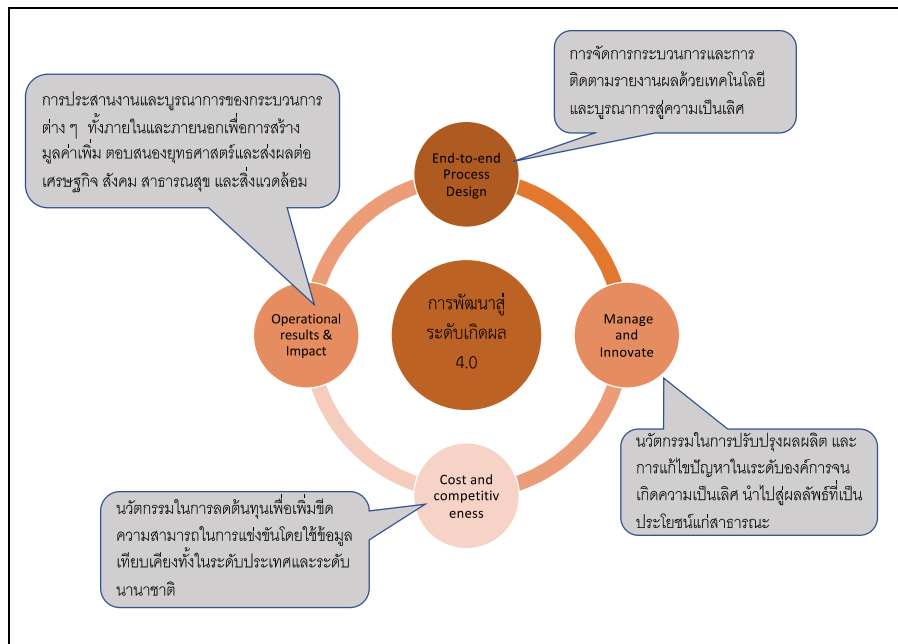 การจัดการกระบวนการและการ
ติดตามรายงานผลด้วยเทคโนโลยี
และบูรณาการสู่ความเป็นเลิศ
การประสานงานและบูรณาการของกระบวนการ
ต่าง ๆ ทั้งภายในและภายนอกเพื่อการสร้าง
มูลค่าเพิ่ม ตอบสนองยุทธศาสตร์และส่งผลต่อ
เศรษฐกิจ สังคม สาธารณสุข และสิ่งแวดล้อม
End-to-end
Process
Design
การพัฒนาสู่
ระดับเกิดผล
4.0
Operational
results &
Impact
Manage
and
Innovate
นวัตกรรมในการปรับปรุงผลผลิต และ
การแก้ไขปัญหาในเระดับองค์การจน
เกิดความเป็นเลิศ นำไปสู่ผลลัพธ์ที่เป็น
ประโยชน์แก่สาธารณะ
Cost and
competitiv
eness
นวัตกรรมในการลดต้นทุนเพื่อเพิ่มขีด
ความสามารถในการแข่งขันโดยใช้ข้อมูล
เทียบเคียงทั้งในระดับประเทศและระดับ
นานาชาติ